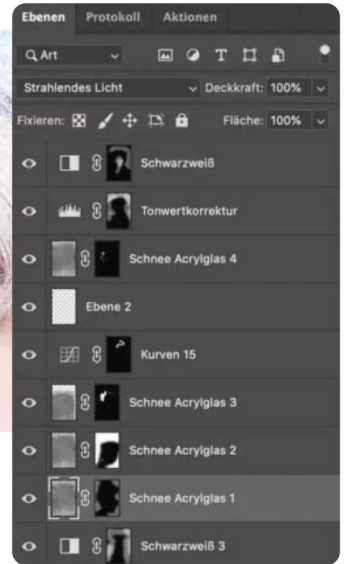 Ebenen Protokoll Aktionen
Art
Strahlendes Licht Deckkraft: 100%
Fixieren: Fläche: 100%
Schwarzweiß
Tonwertkorrektur
Schnee Acrylglas 4
Ebene 2
Kurven 15
Schnee Acrylglas 3
Schnee Acrylglas 2
Schnee Acrylglas 1
Schwarzweiß 3